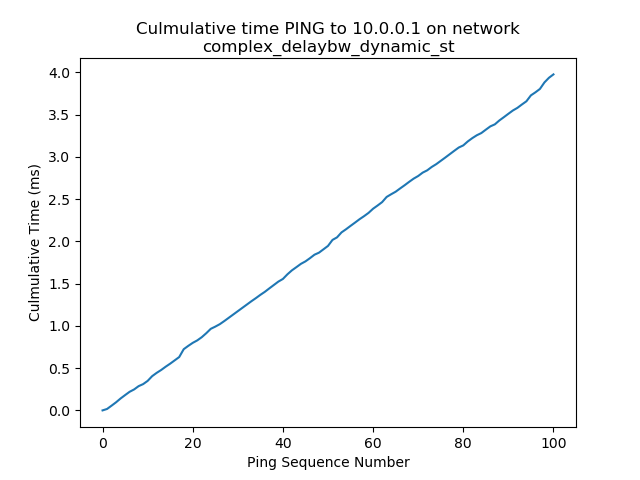 Culmulative time PING to 10.0.0.1 on network
complex_delaybw_dynamic_st
4.0
3.5
3.0
2.5
2.0
1.5
1.0
0.5
0.0
Culmulative Time (ms)
0 20 40 60 80 100
Ping Sequence Number